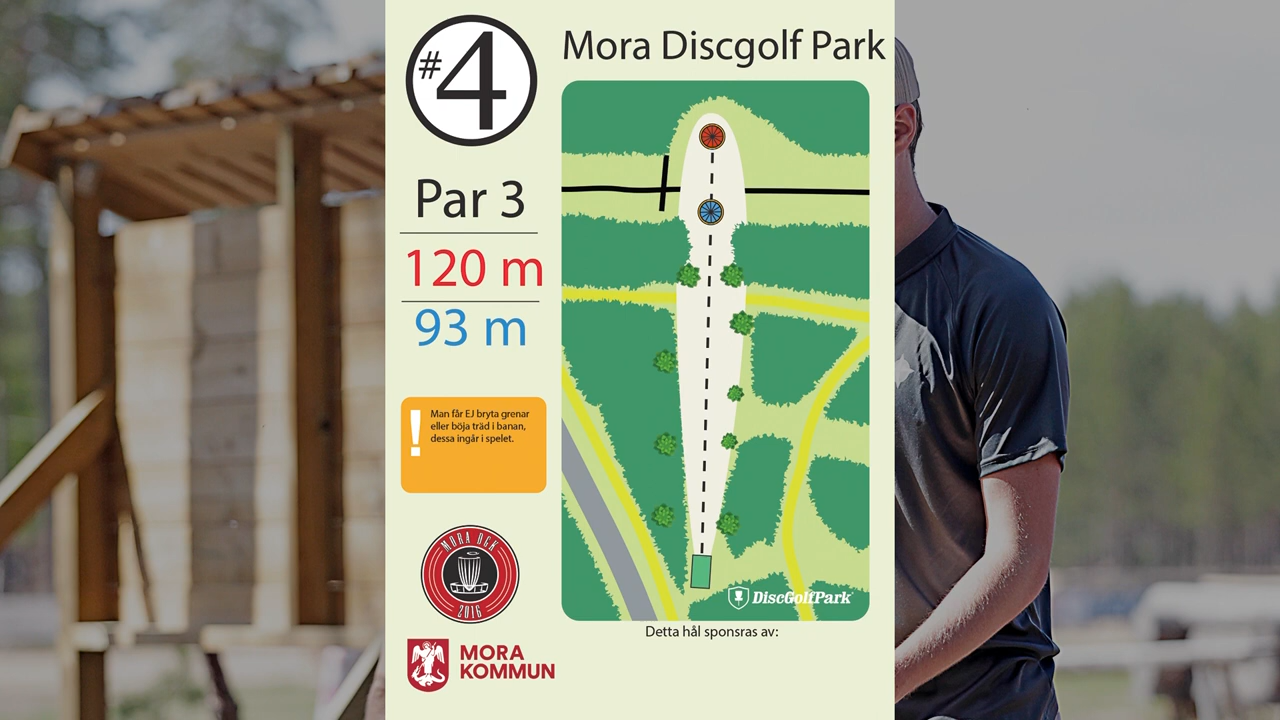 #4
Mora Discgolf Park
Par 3
120 m
93 m
!
Man får EJ bryta grenar
eller böja träd i banan,
dessa ingår i spelet.
MORA DGK
2016
MORA
KOMMUN
DiscGolfPark
Detta hål sponsras av: